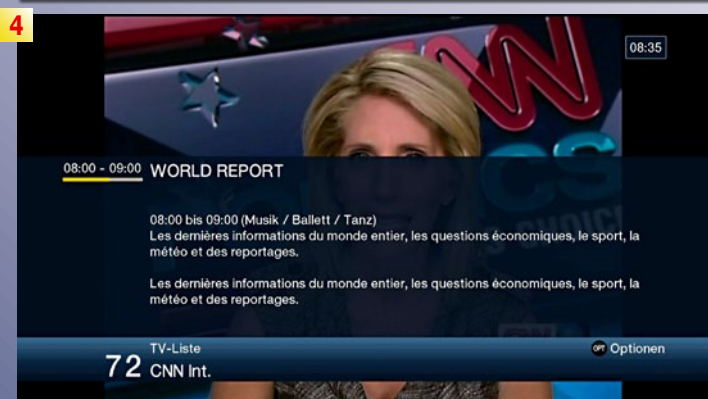 4
CNN
08:35
08:00 - 09:00 WORLD REPORT
08:00 bis 09:00 (Musik / Ballett / Tanz)
Les dernières informations du monde entier, les questions économiques, le sport, la
météo et des reportages.
Les dernières informations du monde entier, les questions économiques, le sport, la
météo et des reportages.
TV-Liste
OPT Optionen
72 CNN Int.